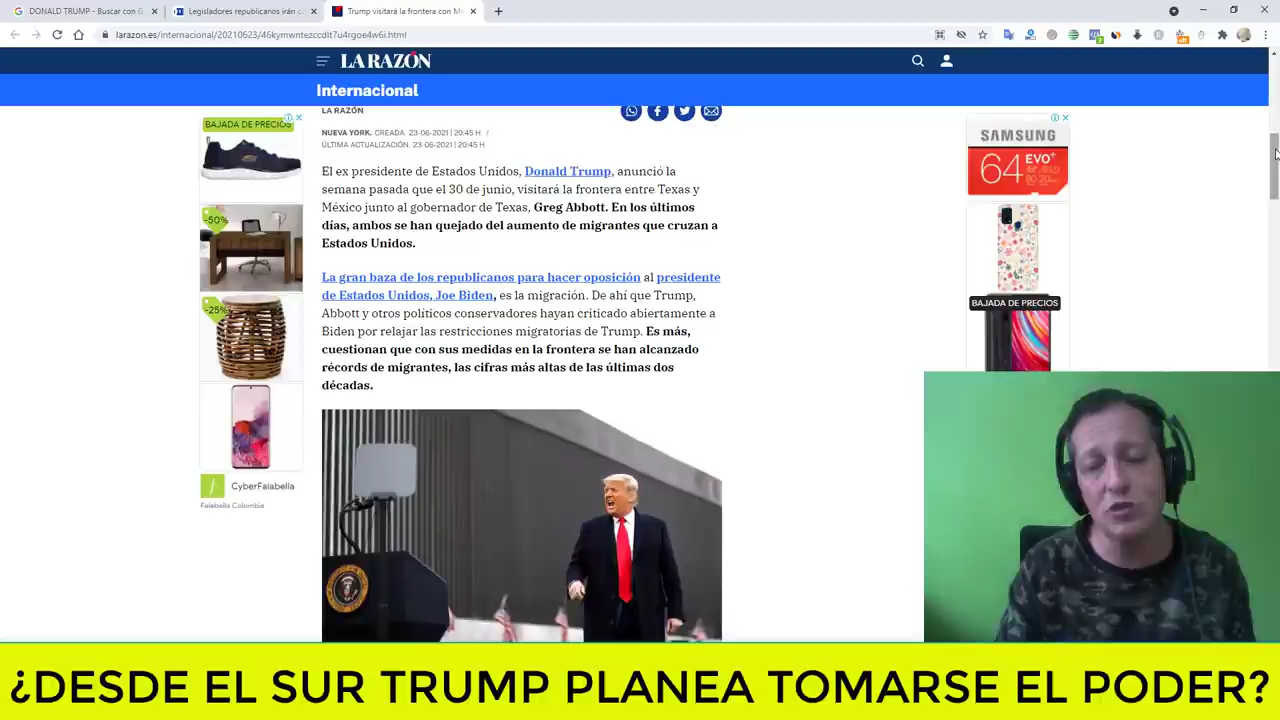 DONALD TRUMP - Buscar con G
Legisladores republicanos irán c
Trump visitará la frontera con M
larazon.es/internacional/20210623/46kymwntezccdlt7u4rgoe4w6i.html
LA RAZÓN
Internacional
LA RAZÓN
NUEVA YORK. CREADA. 23-06-2021 | 20:45 H /
ÚLTIMA ACTUALIZACIÓN. 23-06-2021 | 20:45 H
El ex presidente de Estados Unidos, Donald Trump, anunció la
semana pasada que el 30 de junio, visitará la frontera entre Texas y
México junto al gobernador de Texas, Greg Abbott. En los últimos
días, ambos se han quejado del aumento de migrantes que cruzan a
Estados Unidos.
La gran baza de los republicanos para hacer oposición al presidente
de Estados Unidos, Joe Biden, es la migración. De ahí que Trump,
Abbott y otros políticos conservadores hayan criticado abiertamente a
Biden por relajar las restricciones migratorias de Trump. Es más,
cuestionan que con sus medidas en la frontera se han alcanzado
récords de migrantes, las cifras más altas de las últimas dos
décadas.
BAJADA DE PRECIOS
-50%
-25%
CyberFalabella
Falabella Colombia
SAMSUNG
64 EVO+
BAJADA DE PRECIOS
¿DESDE EL SUR TRUMP PLANEA TOMARSE EL PODER?